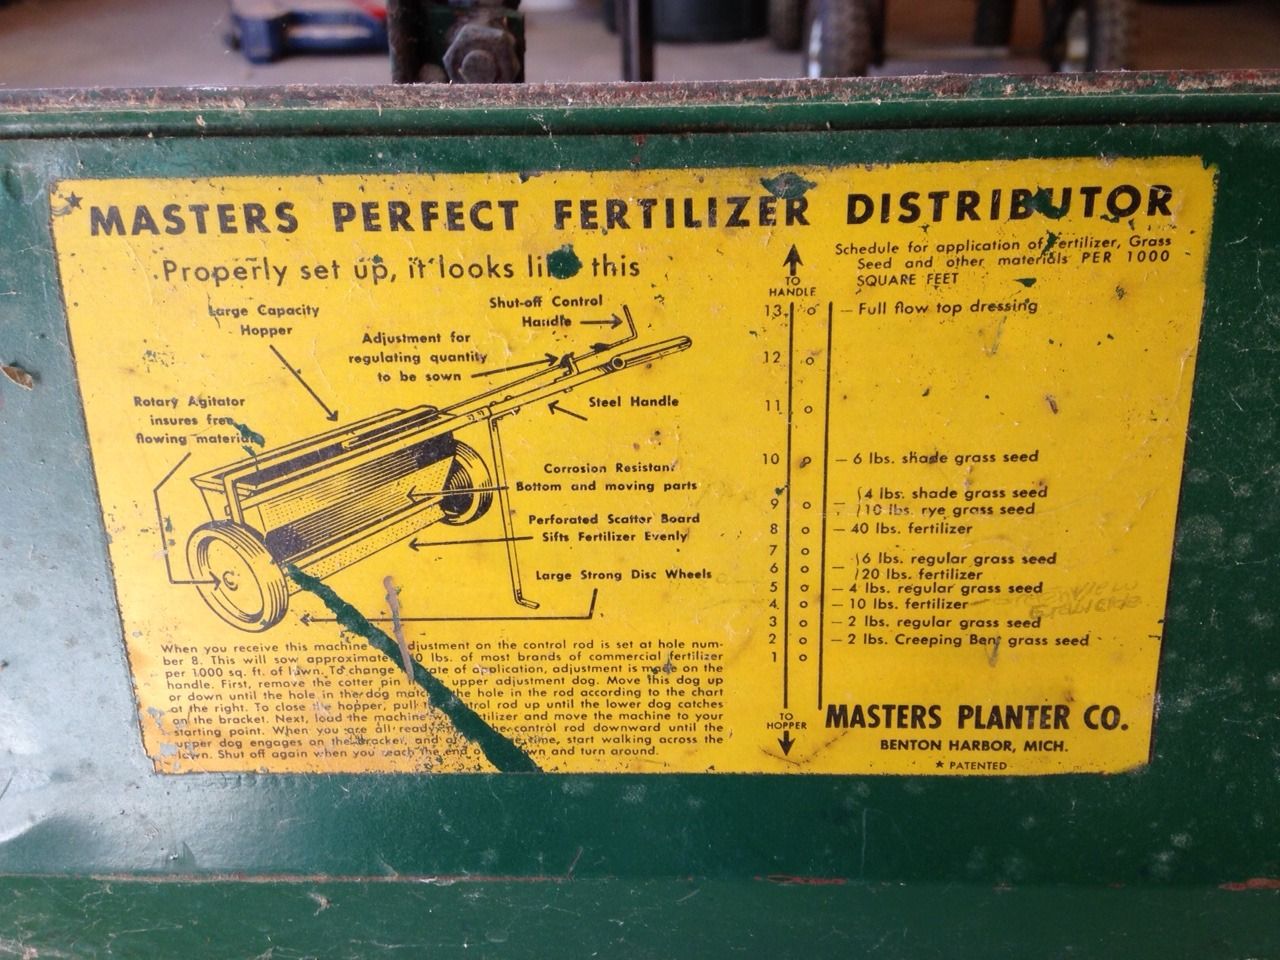 ★ MASTERS PERFECT FERTILIZER DISTRIBUTOR
Properly set up, it looks like this
Large Capacity
Hopper
Shut-off Control
Handle
Adjustment for
regulating quantity
to be sown
Rotary Agitator
insures free
flowing material
Steel Handle
Corrosion Resistant
Bottom and moving parts
Perforated Scatter Board
Sifts Fertilizer Evenly
Large Strong Disc Wheels
When you receive this machine adjustment on the control rod is set at hole num-
ber 8. This will sow approximate 40 lbs. of most brands of commercial fertilizer
per 1000 sq. ft. of lawn. To change rate of application, adjustment is made on the
handle. First, remove the cotter pin upper adjustment dog. Move this dog up
or down until the hole in the dog match the hole in the rod according to the chart
at the right. To close the hopper, pull control rod up until the lower dog catches
on the bracket. Next, load the machine with fertilizer and move the machine to your
starting point. When you are all ready the control rod downward until the
upper dog engages on the bracket, and at time, start walking across the
lawn. Shut off again when you reach the end of lawn and turn around.
TO
HANDLE
Schedule for application of fertilizer, Grass
Seed and other materials PER 1000
SQUARE FEET
13 – Full flow top dressing
12
11
10 – 6 lbs. shade grass seed
4 lbs. shade grass seed
9 – 10 lbs. rye grass seed
8 – 40 lbs. fertilizer
7
6 lbs. regular grass seed
6 – 20 lbs. fertilizer
5 – 4 lbs. regular grass seed
4 – 10 lbs. fertilizer
3 – 2 lbs. regular grass seed
2 – 2 lbs. Creeping Bent grass seed
1
TO
HOPPER
MASTERS PLANTER CO.
BENTON HARBOR, MICH.
★ PATENTED